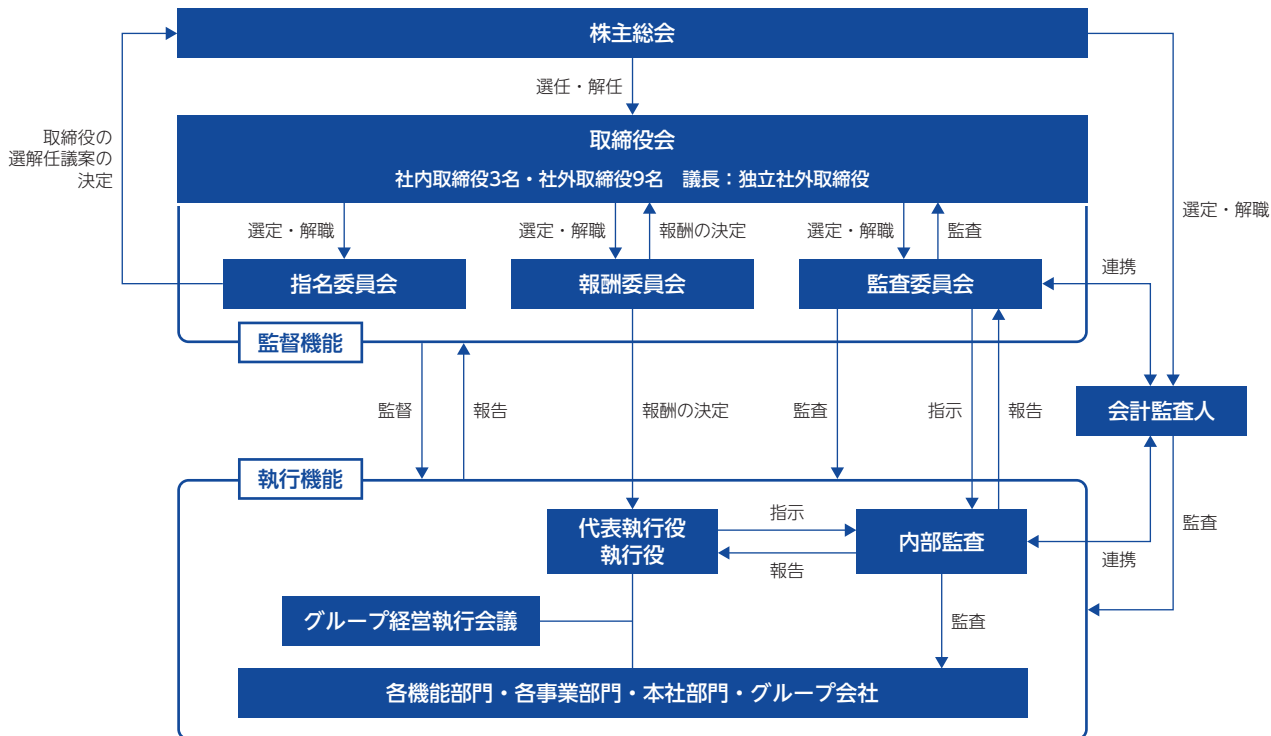 株主総会
選任・解任
取締役の
選解任議案の
決定
取締役会
社内取締役3名・社外取締役9名　議長：独立社外取締役
選定・解職
選定・解職
報酬の決定
選定・解職
監査
選定・解職
指名委員会
報酬委員会
監査委員会
連携
監督機能
監督
報告
報酬の決定
監査
指示
報告
会計監査人
執行機能
代表執行役
執行役
指示
報告
内部監査
連携
監査
グループ経営執行会議
監査
各機能部門・各事業部門・本社部門・グループ会社